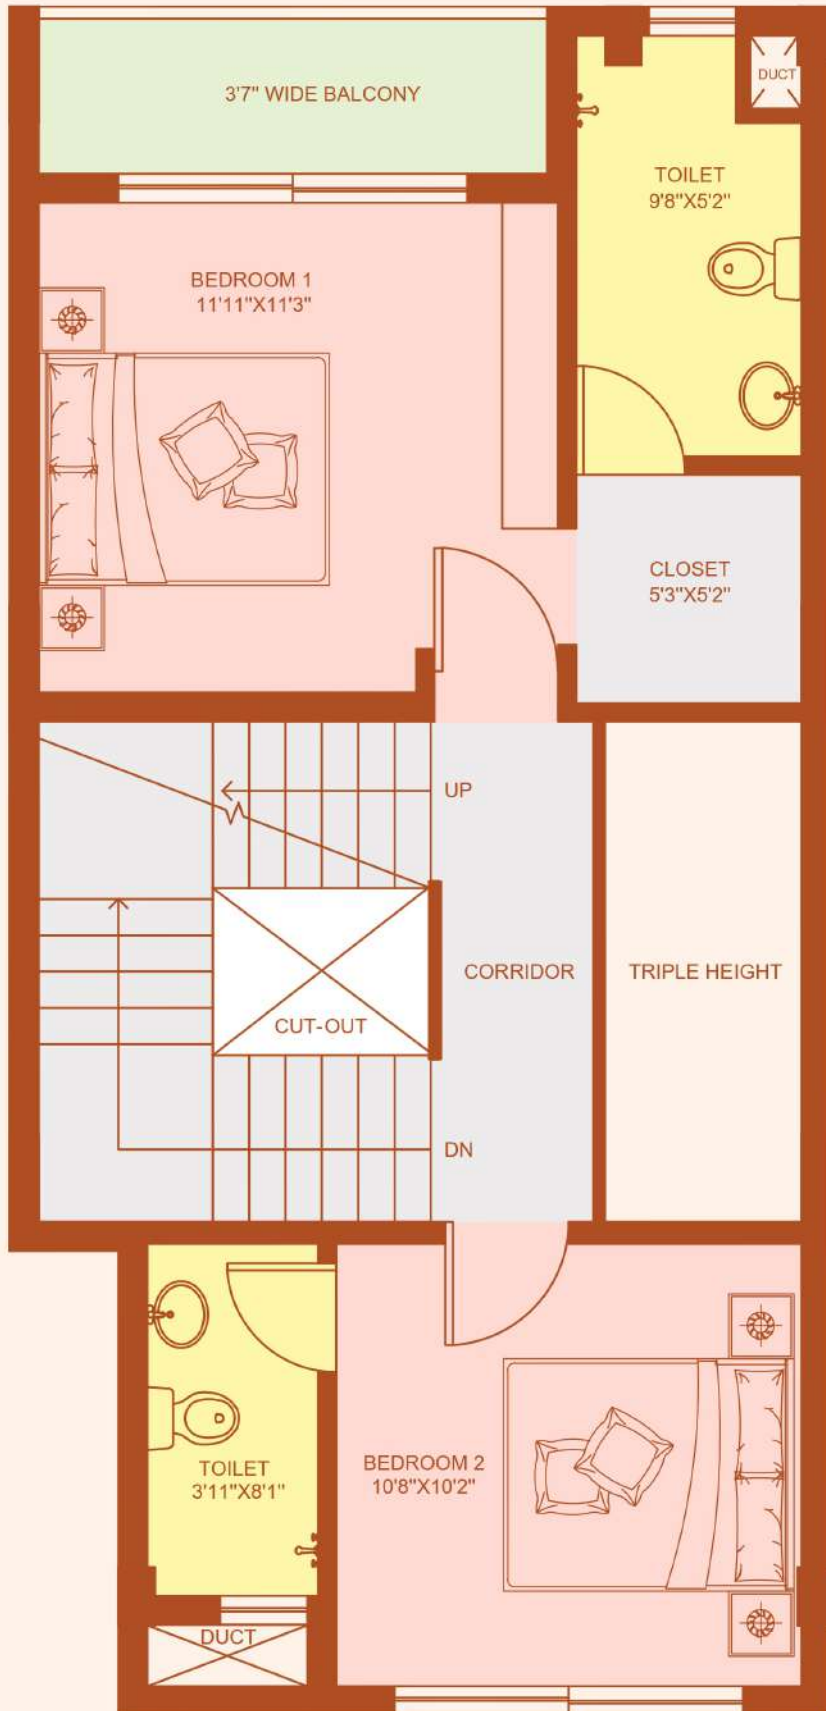 3'7" WIDE BALCONY
DUCT
TOILET
9'8"X5'2"
BEDROOM 1
11'11"X11'3"
CLOSET
5'3"X5'2"
UP
CORRIDOR
TRIPLE HEIGHT
CUT-OUT
DN
TOILET
3'11"X8'1"
BEDROOM 2
10'8"X10'2"
DUCT